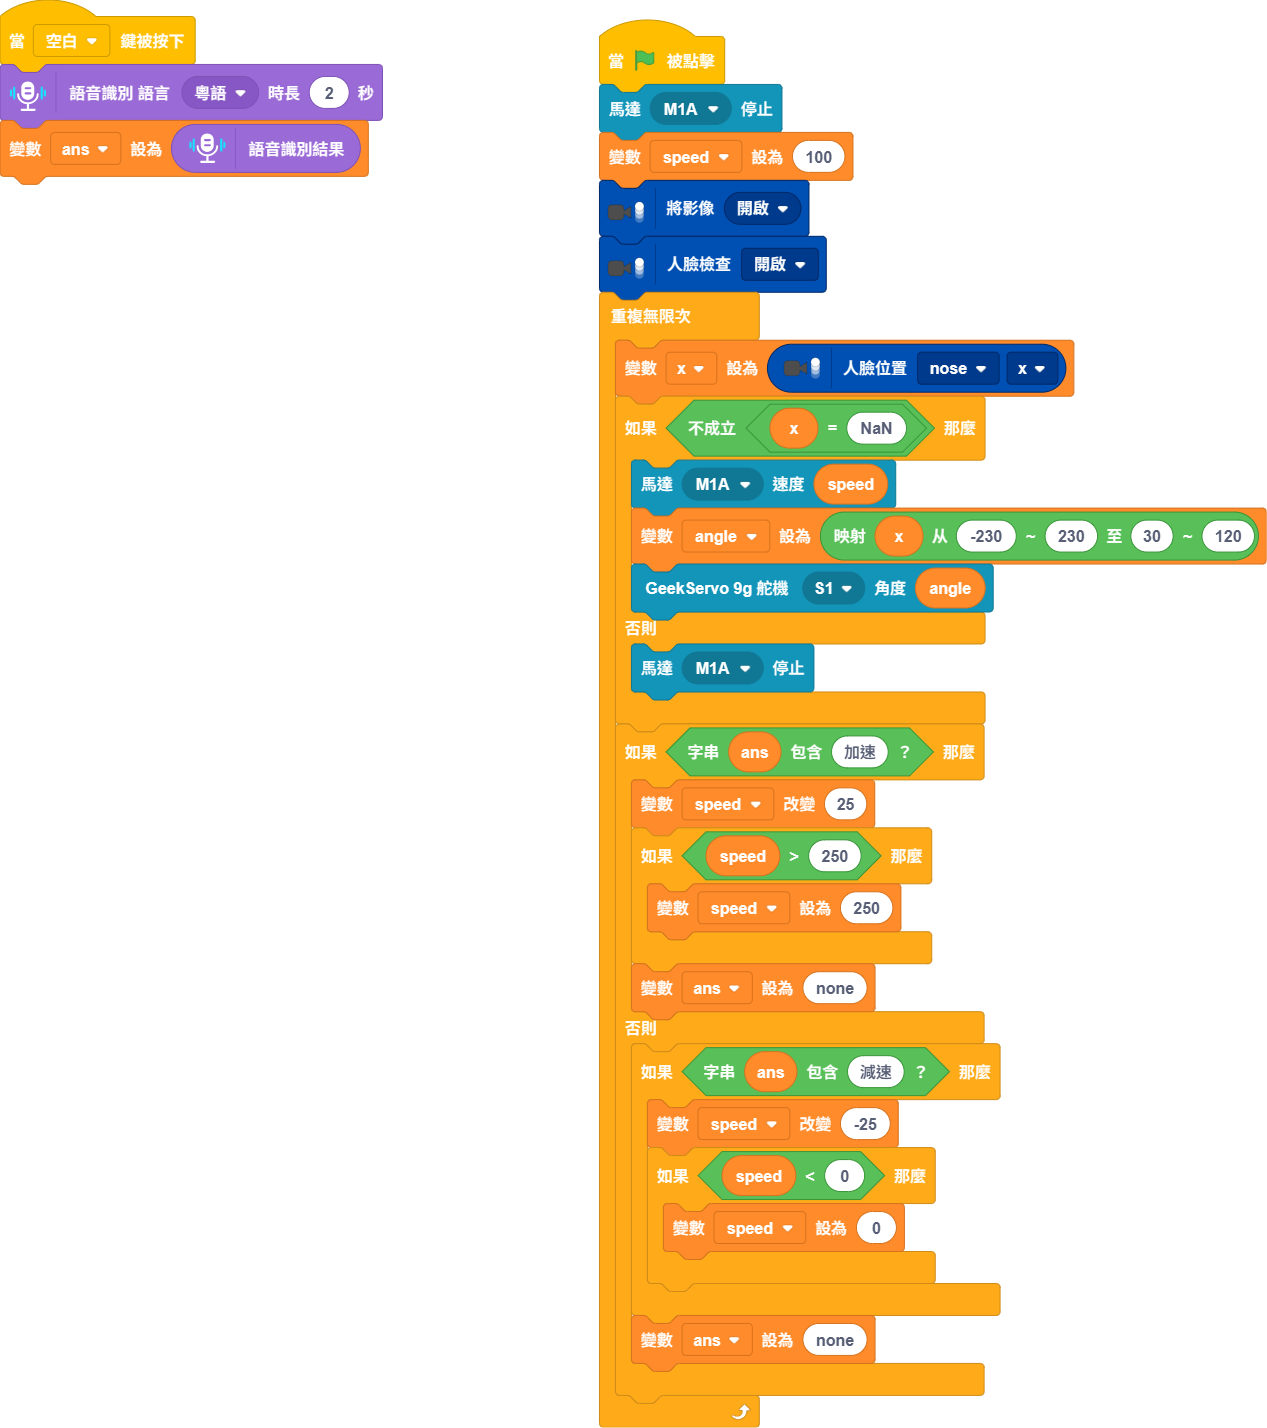 當 空白 鍵被按下
語音識別 語言 粵語 時長 2 秒
變數 ans 設為 語音識別結果
當 被點擊
馬達 M1A 停止
變數 speed 設為 100
將影像 開啟
人臉檢查 開啟
重複無限次
變數 x 設為 人臉位置 nose x
如果 不成立 x = NaN 那麼
馬達 M1A 速度 speed
變數 angle 設為 映射 x 从 -230 ~ 230 至 30 ~ 120
GeekServo 9g 舵機 S1 角度 angle
否則
馬達 M1A 停止
如果 字串 ans 包含 加速 ? 那麼
變數 speed 改變 25
如果 speed > 250 那麼
變數 speed 設為 250
變數 ans 設為 none
否則
如果 字串 ans 包含 減速 ? 那麼
變數 speed 改變 -25
如果 speed < 0 那麼
變數 speed 設為 0
變數 ans 設為 none